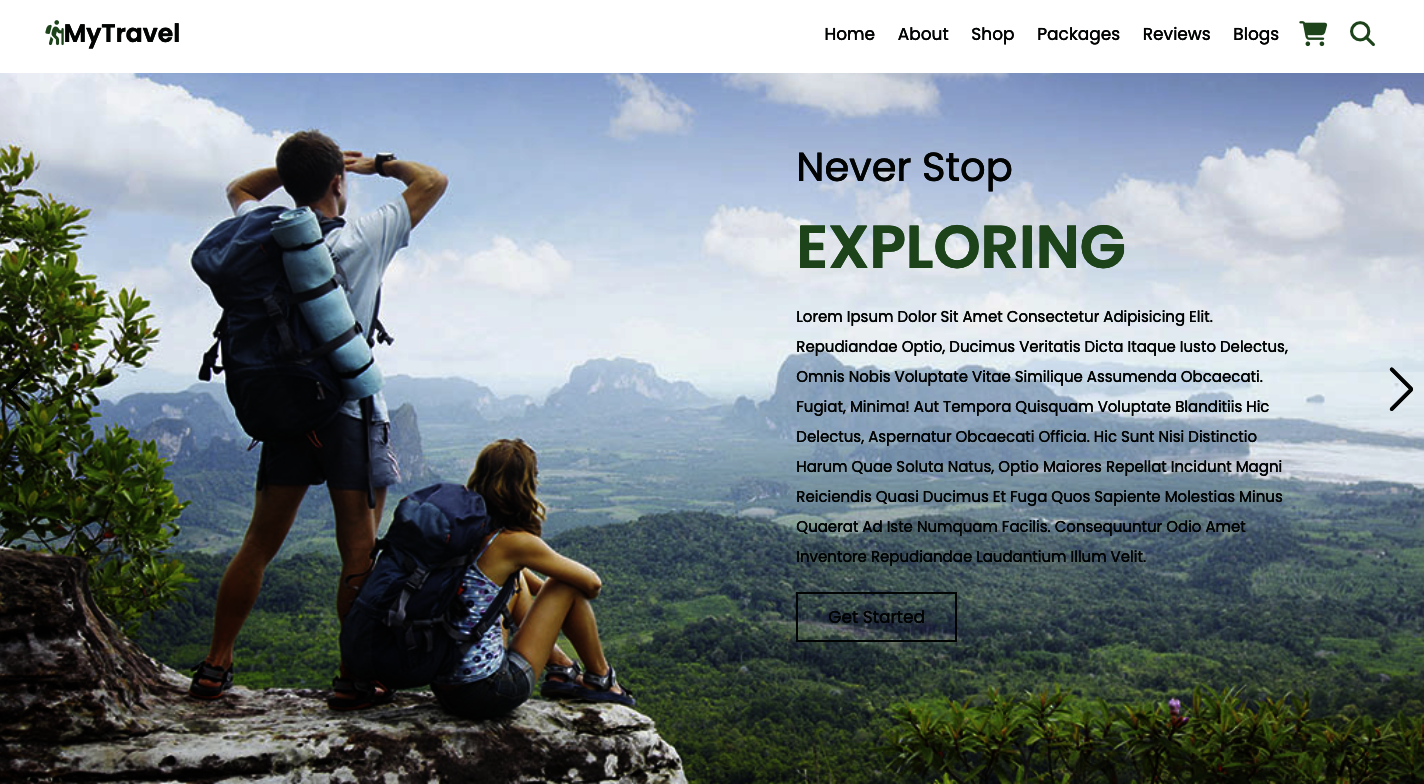 MyTravel
Home About Shop Packages Reviews Blogs
Never Stop
EXPLORING
Lorem Ipsum Dolor Sit Amet Consectetur Adipisicing Elit.
Repudiandae Optio, Ducimus Veritatis Dicta Itaque Iusto Delectus,
Omnis Nobis Voluptate Vitae Similique Assumenda Obcaecati.
Fugiat, Minima! Aut Tempora Quisquam Voluptate Blanditiis Hic
Delectus, Aspernatur Obcaecati Officia. Hic Sunt Nisi Distinctio
Harum Quae Soluta Natus, Optio Maiores Repellat Incidunt Magni
Reiciendis Quasi Ducimus Et Fuga Quos Sapiente Molestias Minus
Quaerat Ad Iste Numquam Facilis. Consequuntur Odio Amet
Inventore Repudiandae Laudantium Illum Velit.
Get Started